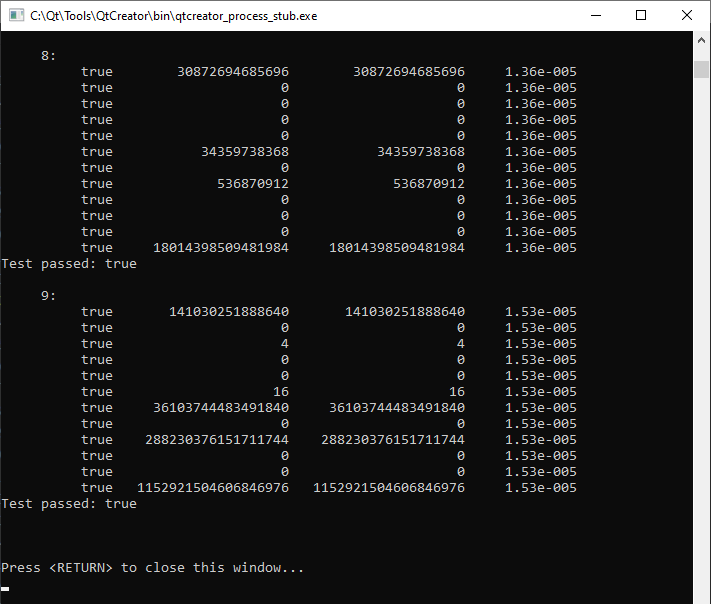 C:\Qt\Tools\QtCreator\bin\qtcreator_process_stub.exe
8:
true 30872694685696 30872694685696 1.36e-005
true 0 0 1.36e-005
true 0 0 1.36e-005
true 0 0 1.36e-005
true 0 0 1.36e-005
true 34359738368 34359738368 1.36e-005
true 0 0 1.36e-005
true 536870912 536870912 1.36e-005
true 0 0 1.36e-005
true 0 0 1.36e-005
true 0 0 1.36e-005
true 18014398509481984 18014398509481984 1.36e-005
Test passed: true
9:
true 141030251888640 141030251888640 1.53e-005
true 0 0 1.53e-005
true 4 4 1.53e-005
true 0 0 1.53e-005
true 0 0 1.53e-005
true 16 16 1.53e-005
true 36103744483491840 36103744483491840 1.53e-005
true 0 0 1.53e-005
true 288230376151711744 288230376151711744 1.53e-005
true 0 0 1.53e-005
true 0 0 1.53e-005
true 1152921504606846976 1152921504606846976 1.53e-005
Test passed: true
Press <RETURN> to close this window...